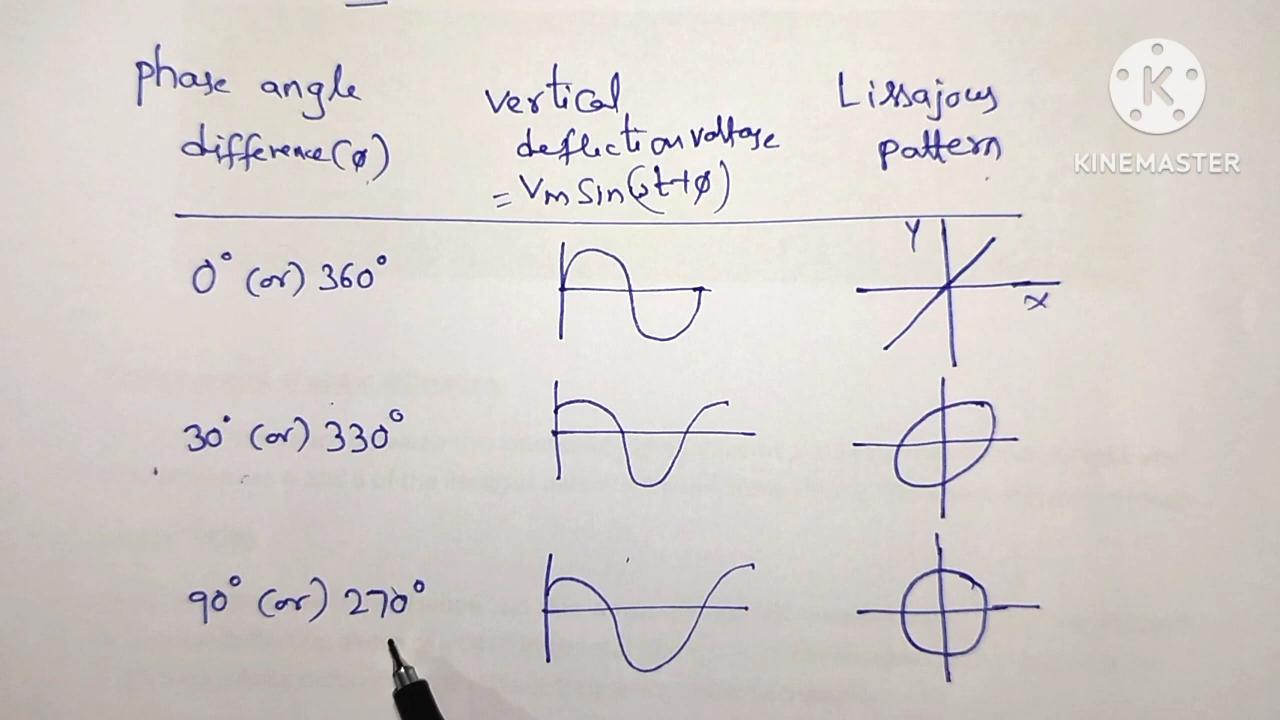 phase angle
difference (ø)
vertical
deflection voltage
= Vm Sin(ωt+ø)
Lissajous
pattern
KINEMASTER
0° (or) 360°
Y
X
30° (or) 330°
90° (or) 270°